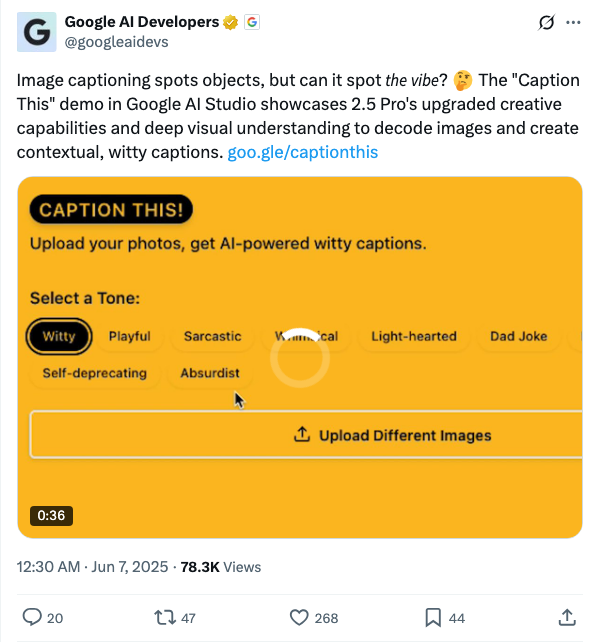 Google AI Developers
@googleaidevs
Image captioning spots objects, but can it spot the vibe? 🤔 The "Caption
This" demo in Google AI Studio showcases 2.5 Pro's upgraded creative
capabilities and deep visual understanding to decode images and create
contextual, witty captions. goo.gle/captionthis
CAPTION THIS!
Upload your photos, get AI-powered witty captions.
Select a Tone:
Witty Playful Sarcastic Whimsical Light-hearted Dad Joke
Self-deprecating Absurdist
Upload Different Images
0:36
12:30 AM · Jun 7, 2025 · 78.3K Views
20 47 268 44